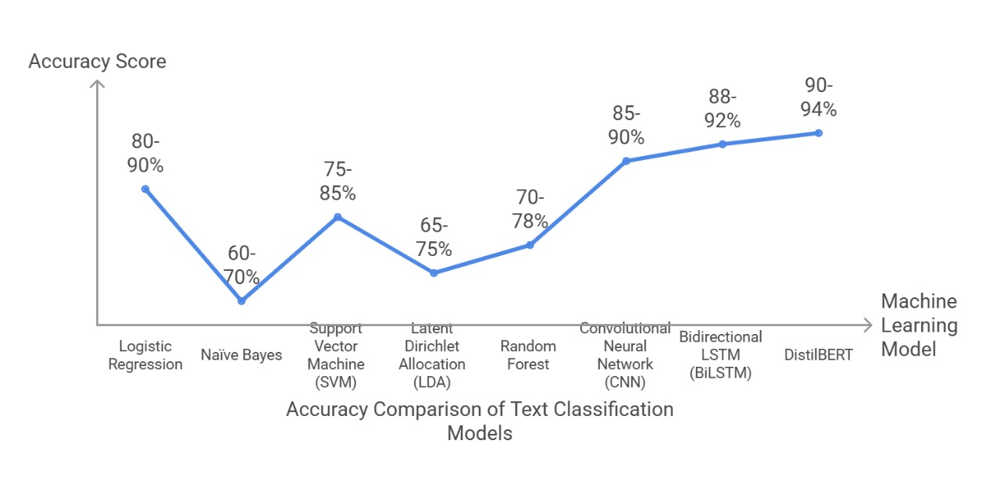 Accuracy Score
80-
90%
60-
70%
75-
85%
65-
75%
70-
78%
85-
90%
88-
92%
90-
94%
Machine
Learning
Model
Logistic
Regression
Naïve Bayes
Support
Vector
Machine
(SVM)
Latent
Dirichlet
Allocation
(LDA)
Random
Forest
Convolutional
Neural
Network
(CNN)
Bidirectional
LSTM
(BiLSTM)
DistilBERT
Accuracy Comparison of Text Classification
Models